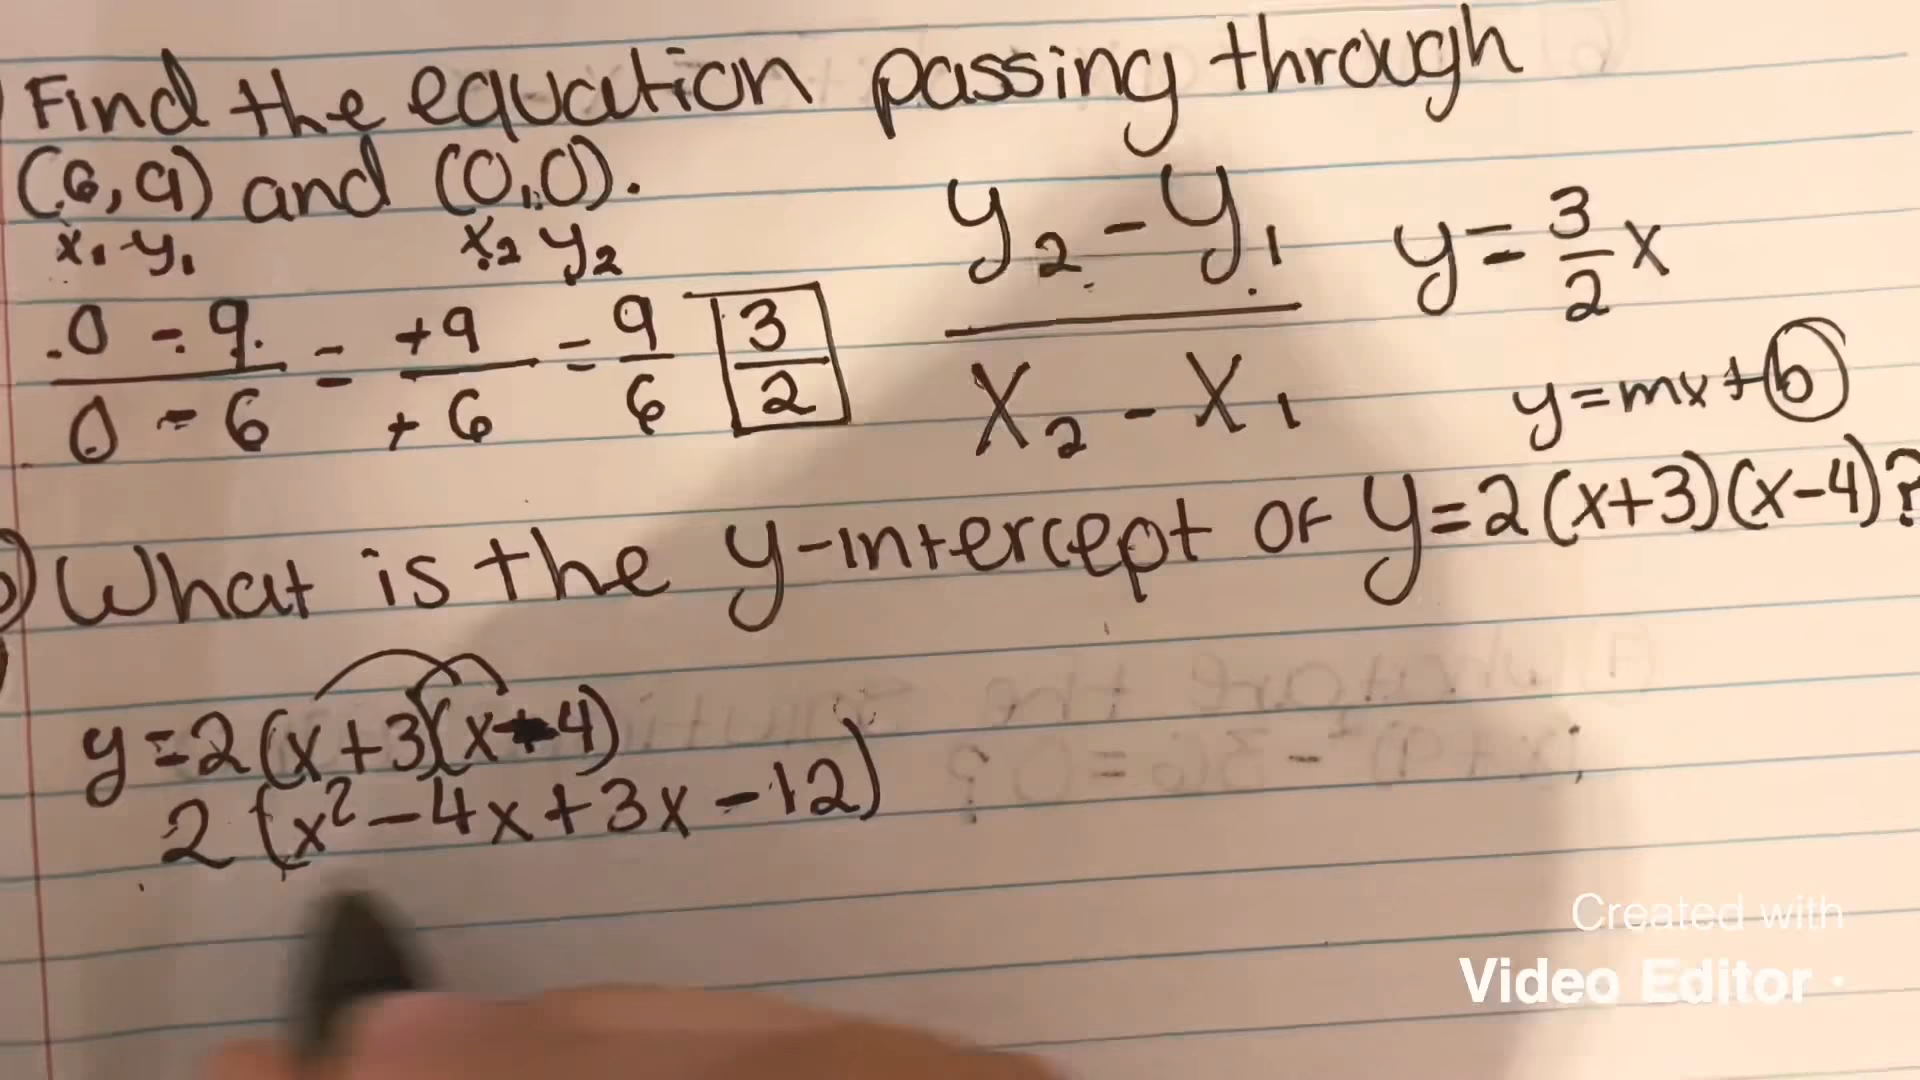 Find the equation passing through
(6,9) and (0,0).
x₁ y₁ x₂ y₂
0 - 9 / 0 - 6 = +9 / +6 = 9 / 6 3 / 2
y₂ - y₁ / x₂ - x₁
y = 3/2 x
y = mx + b
What is the y-intercept of y=2(x+3)(x-4)?
y=2(x+3)(x-4)
2(x²-4x+3x-12)
Created with
Video Editor